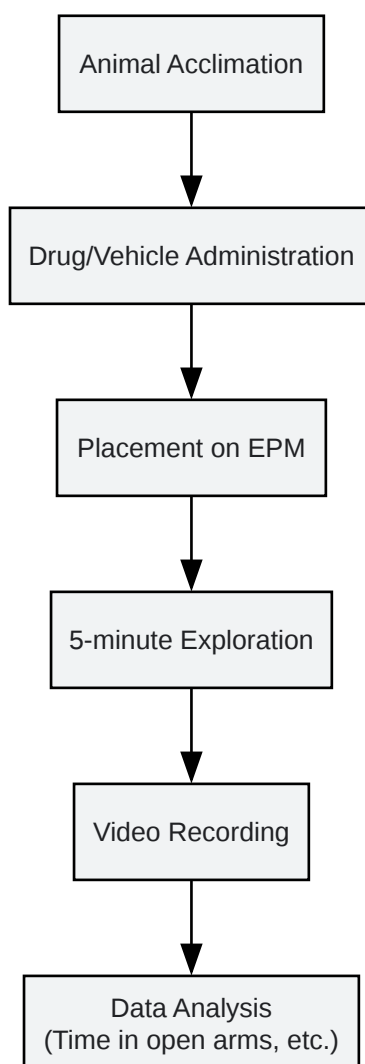 Animal Acclimation
Drug/Vehicle Administration
Placement on EPM
5-minute Exploration
Video Recording
Data Analysis
(Time in open arms, etc.)